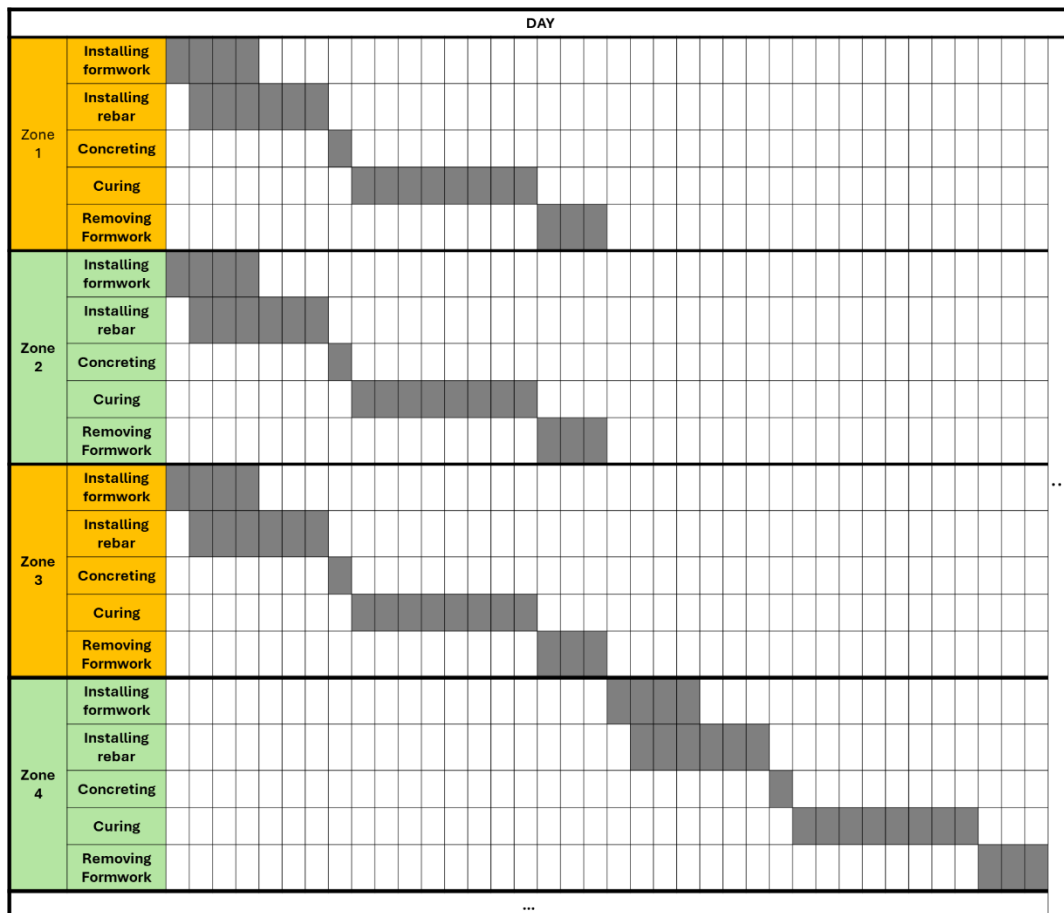 DAY
Zone
1
Installing
formwork
Installing
rebar
Concreting
Curing
Removing
Formwork
Zone
2
Installing
formwork
Installing
rebar
Concreting
Curing
Removing
Formwork
Zone
3
Installing
formwork
Installing
rebar
Concreting
Curing
Removing
Formwork
Zone
4
Installing
formwork
Installing
rebar
Concreting
Curing
Removing
Formwork
..
...